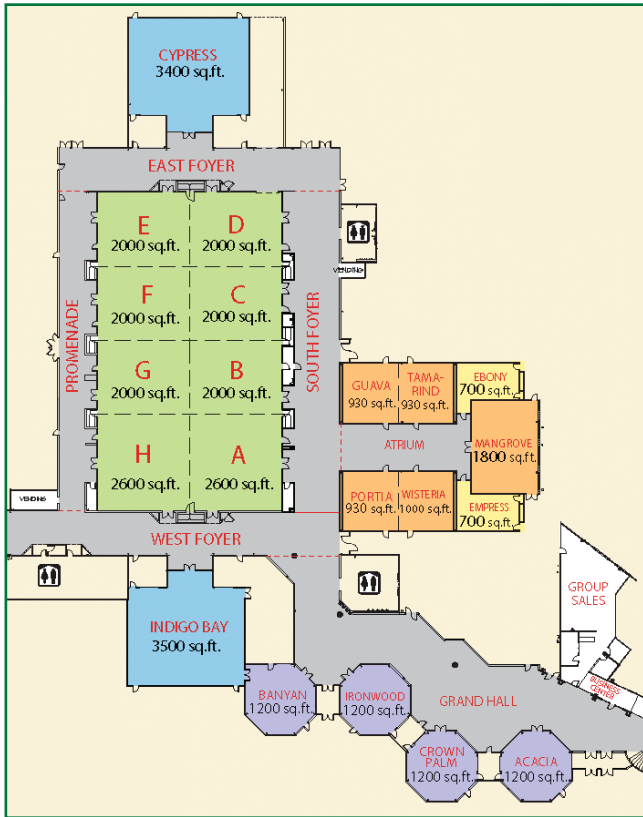 CYPRESS
3400 sq.ft.
EAST FOYER
E
2000 sq.ft.
D
2000 sq.ft.
VENDING
F
2000 sq.ft.
C
2000 sq.ft.
PROMENADE
SOUTH FOYER
G
2000 sq.ft.
B
2000 sq.ft.
GUAVA
930 sq.ft.
TAMA-
RIND
930 sq.ft.
EBONY
700 sq.ft.
ATRIUM
MANGROVE
1800 sq.ft.
H
2600 sq.ft.
A
2600 sq.ft.
PORTIA
930 sq.ft.
WISTERIA
1000 sq.ft.
EMPRESS
700 sq.ft.
VENDING
WEST FOYER
GROUP
SALES
INDIGO BAY
3500 sq.ft.
BUSINESS
CENTER
BANYAN
1200 sq.ft.
IRONWOOD
1200 sq.ft.
GRAND HALL
CROWN
PALM
1200 sq.ft.
ACACIA
1200 sq.ft.